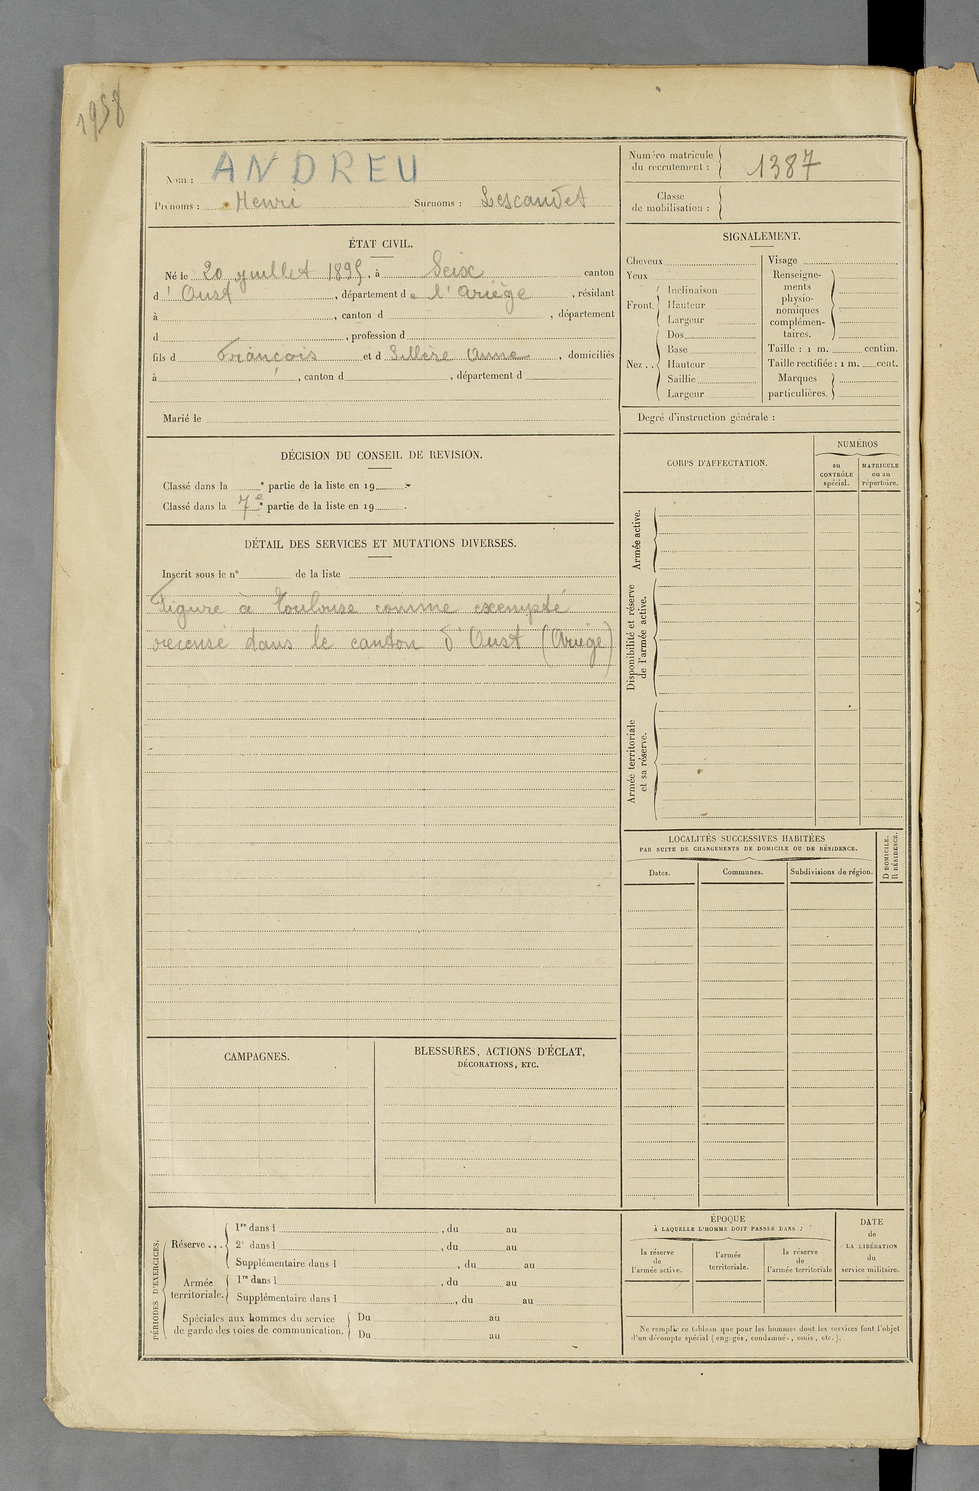 1958
Nom : ANDREU
Prénoms : Henri Surnoms : Lescaudet
Numéro matricule du recrutement : 1387
Classe de mobilisation :
ÉTAT CIVIL.
Né le 20 juillet 1895, à Seix canton
d'Oust, département de l'Ariège, résidant
à , canton d , département
d , profession d
fils d François et d Sillère Anne, domiciliés
à , canton d , département d
Marié le
SIGNALEMENT.
Cheveux
Yeux
Front. Inclinaison
Hauteur
Largeur
Nez .. Dos
Base
Hauteur
Saillie
Largeur
Visage
Renseigne-
ments
physio-
nomiques
complémen-
taires.
Taille : 1 m. centim.
Taille rectifiée : 1 m. cent.
Marques
particulières.
Degré d'instruction générale :
DÉCISION DU CONSEIL DE REVISION.
Classé dans la e partie de la liste en 19 .
Classé dans la 7e e partie de la liste en 19 .
DÉTAIL DES SERVICES ET MUTATIONS DIVERSES.
Inscrit sous le n° de la liste
Figure à Toulouse comme exempté
recensé dans le canton d'Oust (Ariège)
CORPS D'AFFECTATION.
NUMÉROS
au
CONTRÔLE
spécial.
MATRICULE
ou au
répertoire.
Armée active.
Disponibilité et réserve
de l'armée active.
Armée territoriale
et sa réserve.
LOCALITÉS SUCCESSIVES HABITÉES
PAR SUITE DE CHANGEMENTS DE DOMICILE OU DE RÉSIDENCE.
Dates.
Communes.
Subdivisions de région.
D DOMICILE.
R RÉSIDENCE.
CAMPAGNES.
BLESSURES, ACTIONS D'ÉCLAT,
DÉCORATIONS, ETC.
PÉRIODES D'EXERCICES.
Réserve ...
1re dans l , du au
2e dans l , du au
Supplémentaire dans l , du au
Armée
territoriale.
1re dans l , du au
Supplémentaire dans l , du au
Spéciales aux hommes du service
de garde des voies de communication.
Du au
Du au
ÉPOQUE
À LAQUELLE L'HOMME DOIT PASSER DANS :
la réserve
de
l'armée active.
l'armée
territoriale.
la réserve
de
l'armée territoriale
DATE
de
LA LIBÉRATION
du
service militaire.
Ne remplir ce tableau que pour les hommes dont les services font l'objet
d'un décompte spécial (engagés, condamnés, omis, etc.).